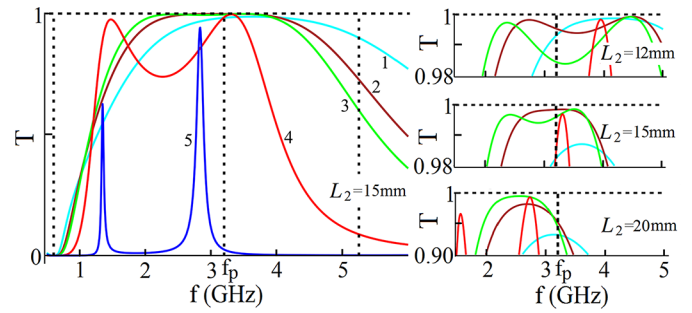 1
T
0
1 2 3 fp 4 5
f (GHz)
1
2
3
4
5
L2=15mm
1
T
0.98
L2=12mm
1
T
0.98
L2=15mm
1
T
0.90
L2=20mm
2 3 fp 4 5
f (GHz)